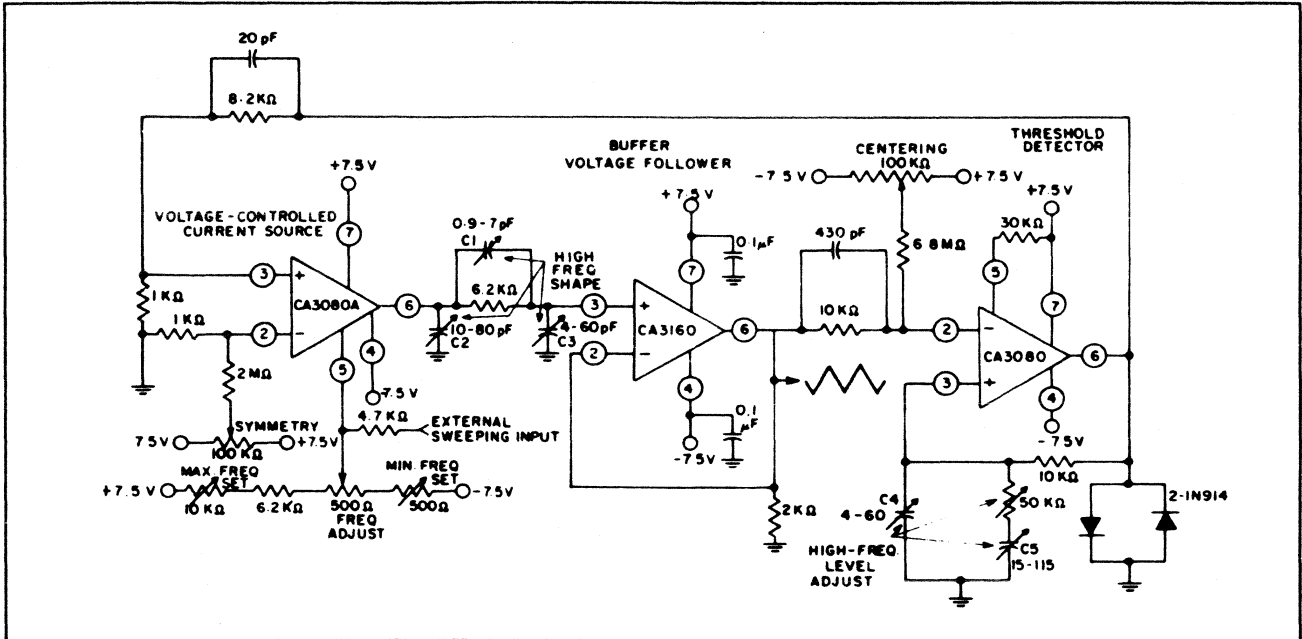 20 pF
8.2KΩ
+7.5V
VOLTAGE-CONTROLLED
CURRENT SOURCE
7
3
+
CA3080A
6
1KΩ
1KΩ
2
-
5
4
-7.5V
2MΩ
SYMMETRY
7.5V
+7.5V
100KΩ
4.7KΩ
EXTERNAL
SWEEPING INPUT
MAX. FREQ
SET
+7.5V
10KΩ
6.2KΩ
500Ω
FREQ
ADJUST
MIN. FREQ
SET
500Ω
-7.5V
0.9-7pF
C1
HIGH
FREQ
SHAPE
6.2KΩ
10-80pF
C2
4-60pF
C3
BUFFER
VOLTAGE FOLLOWER
+7.5V
0.1µF
7
3
+
CA3160
6
2
-
4
0.1
µF
-7.5V
2KΩ
430 pF
10KΩ
CENTERING
100KΩ
-7.5V
+7.5V
6.8MΩ
THRESHOLD
DETECTOR
+7.5V
30KΩ
5
7
2
-
CA3080
6
3
+
4
-7.5V
10KΩ
C4
4-60
50KΩ
C5
15-115
HIGH-FREQ.
LEVEL
ADJUST
2-1N914